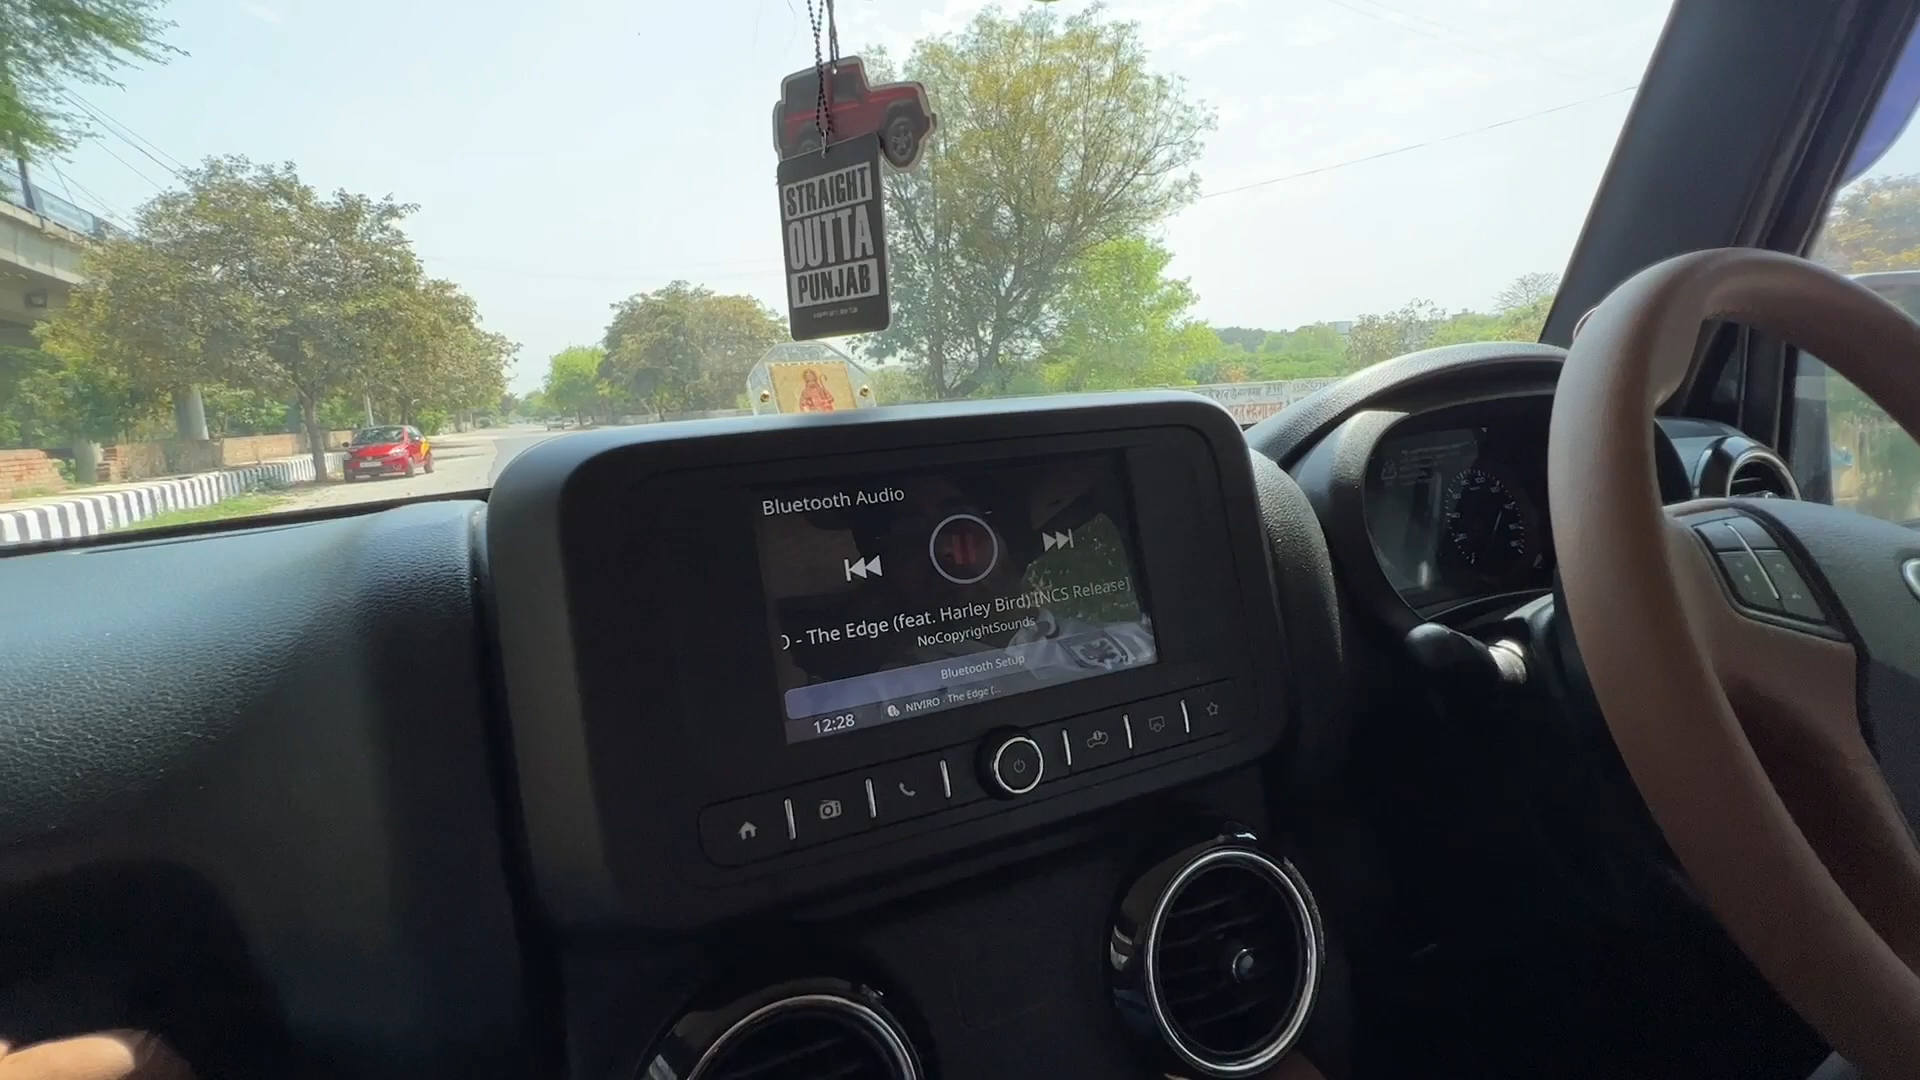 STRAIGHT
OUTTA
PUNJAB
Bluetooth Audio
- The Edge (feat. Harley Bird) [NCS Release]
NoCopyrightSounds
Bluetooth Setup
12:28
NIVIRO - The Edge (...